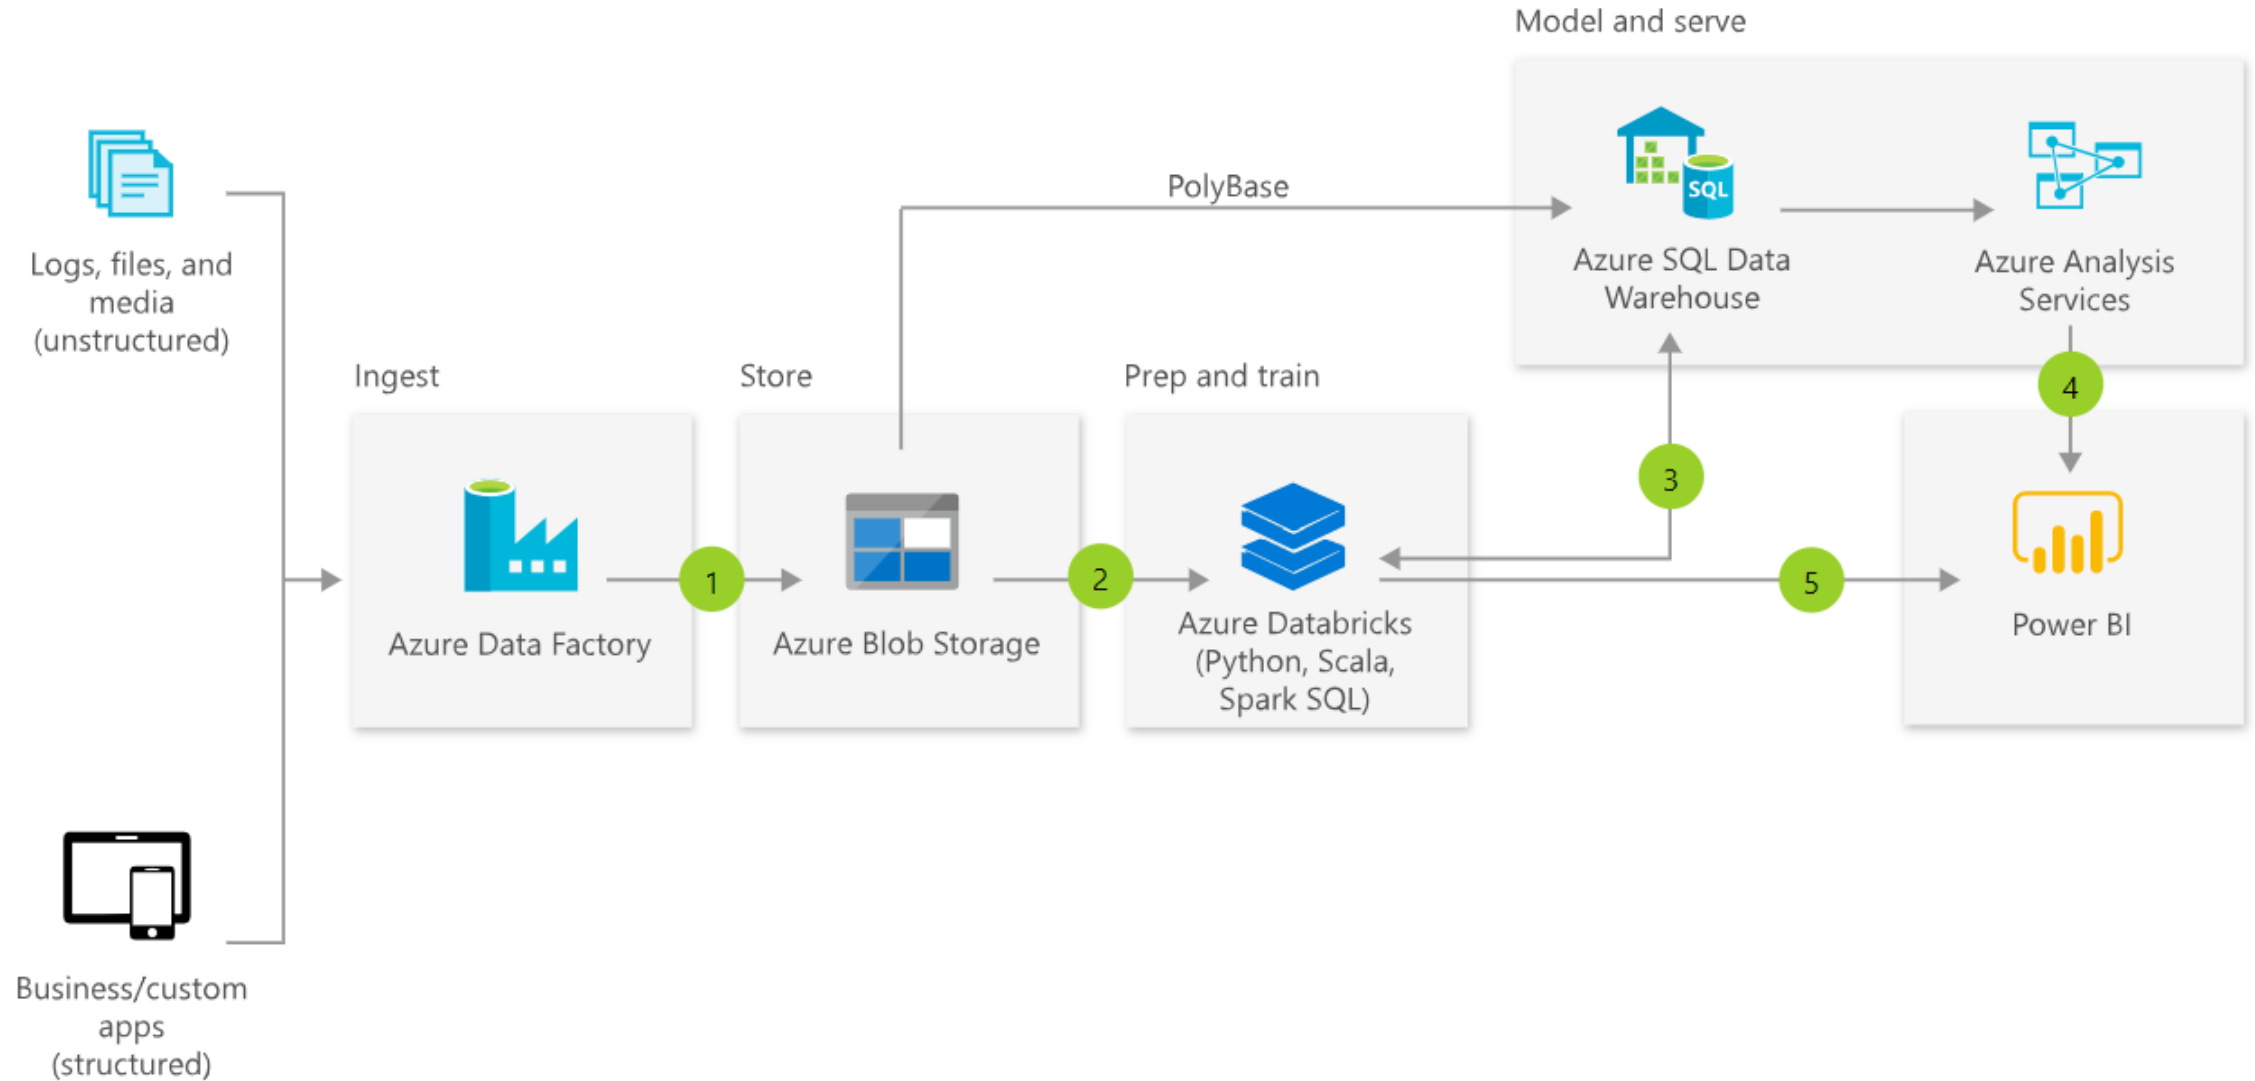 Model and serve
Logs, files, and
media
(unstructured)
PolyBase
SQL
Azure SQL Data
Warehouse
Azure Analysis
Services
Ingest
Store
Prep and train
4
3
1
2
5
Azure Data Factory
Azure Blob Storage
Azure Databricks
(Python, Scala,
Spark SQL)
Power BI
Business/custom
apps
(structured)